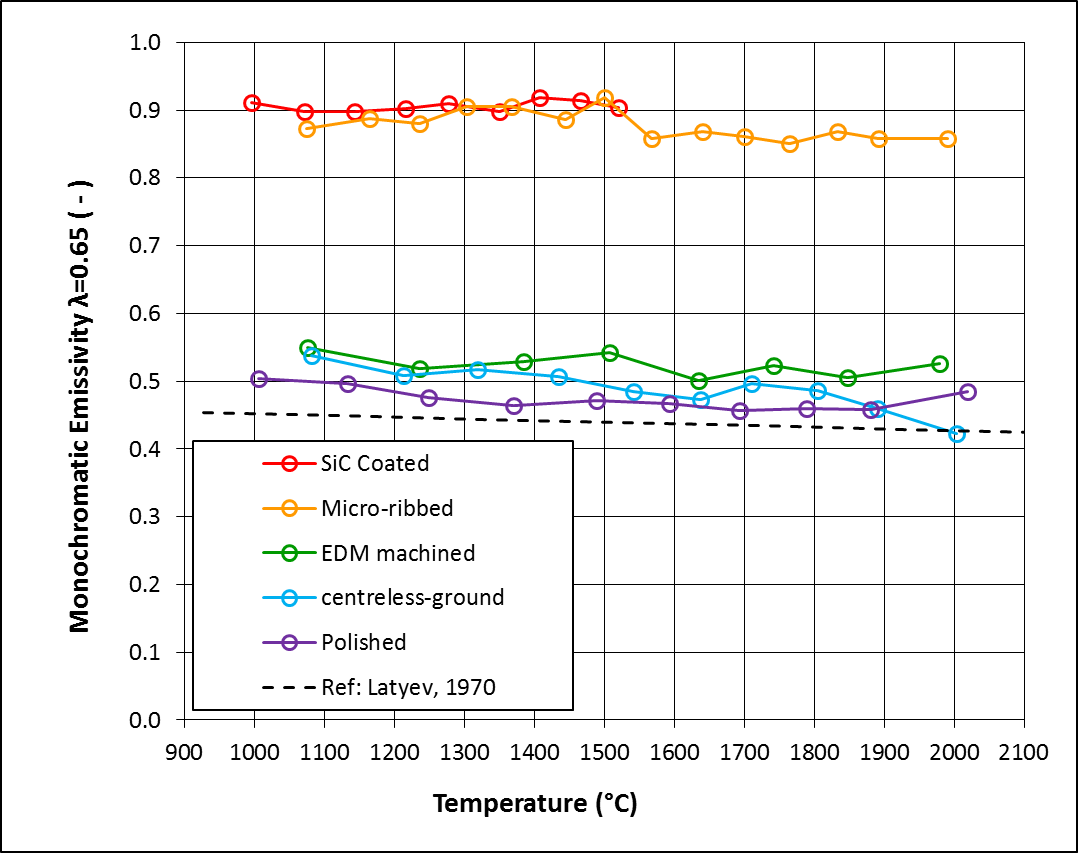 1.0
0.9
0.8
0.7
0.6
0.5
0.4
0.3
0.2
0.1
0.0
Monochromatic Emissivity λ=0.65 ( - )
SiC Coated
Micro-ribbed
EDM machined
centreless-ground
Polished
Ref: Latyev, 1970
900 1000 1100 1200 1300 1400 1500 1600 1700 1800 1900 2000 2100
Temperature (°C)